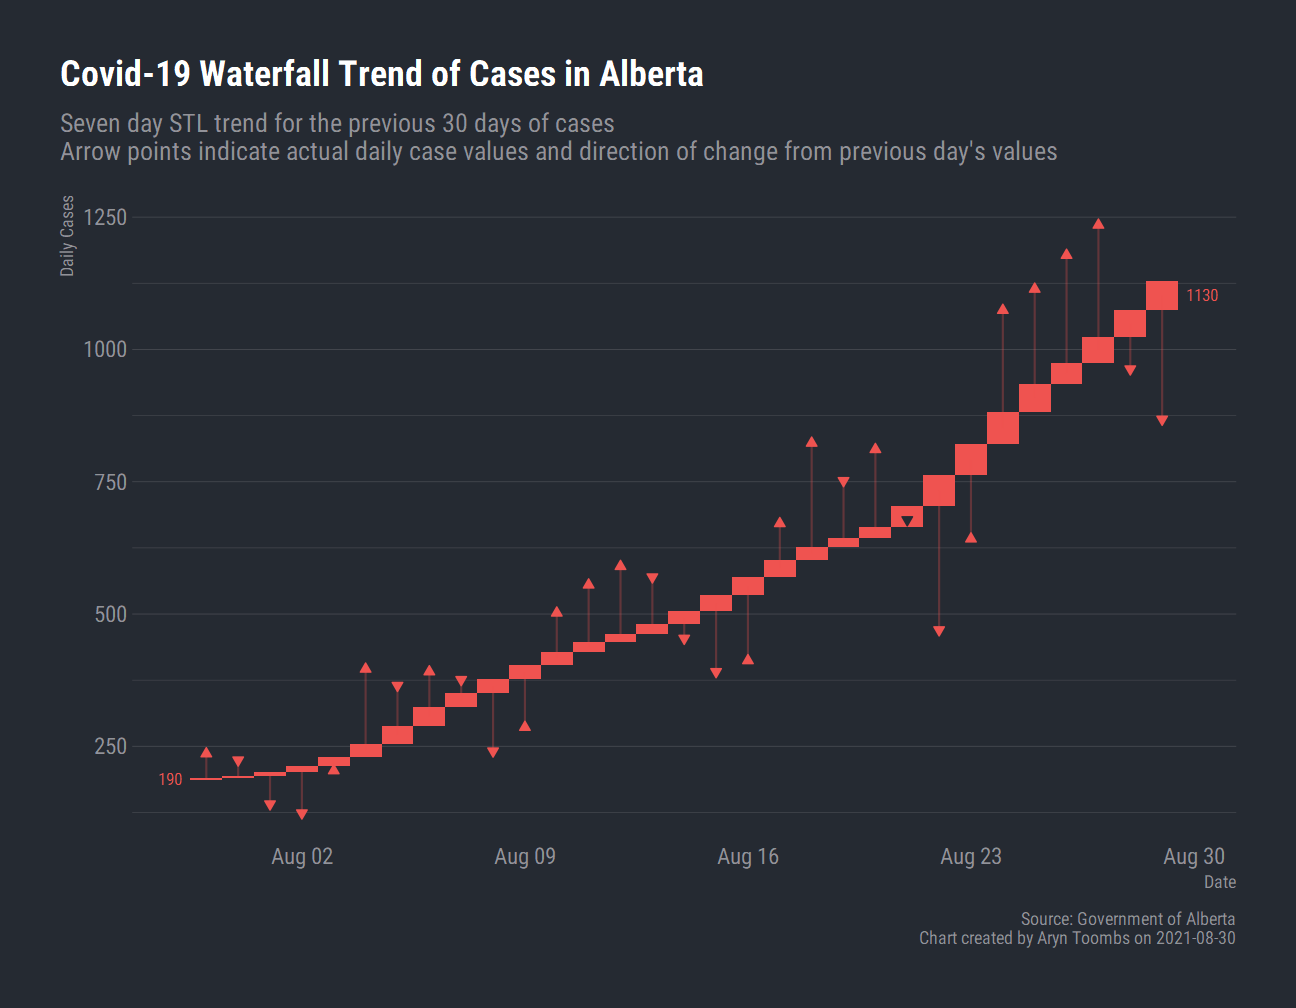 Covid-19 Waterfall Trend of Cases in Alberta
Seven day STL trend for the previous 30 days of cases
Arrow points indicate actual daily case values and direction of change from previous day's values
Daily Cases
1250
1000
750
500
250
190
1130
Aug 02
Aug 09
Aug 16
Aug 23
Aug 30
Date
Source: Government of Alberta
Chart created by Aryn Toombs on 2021-08-30